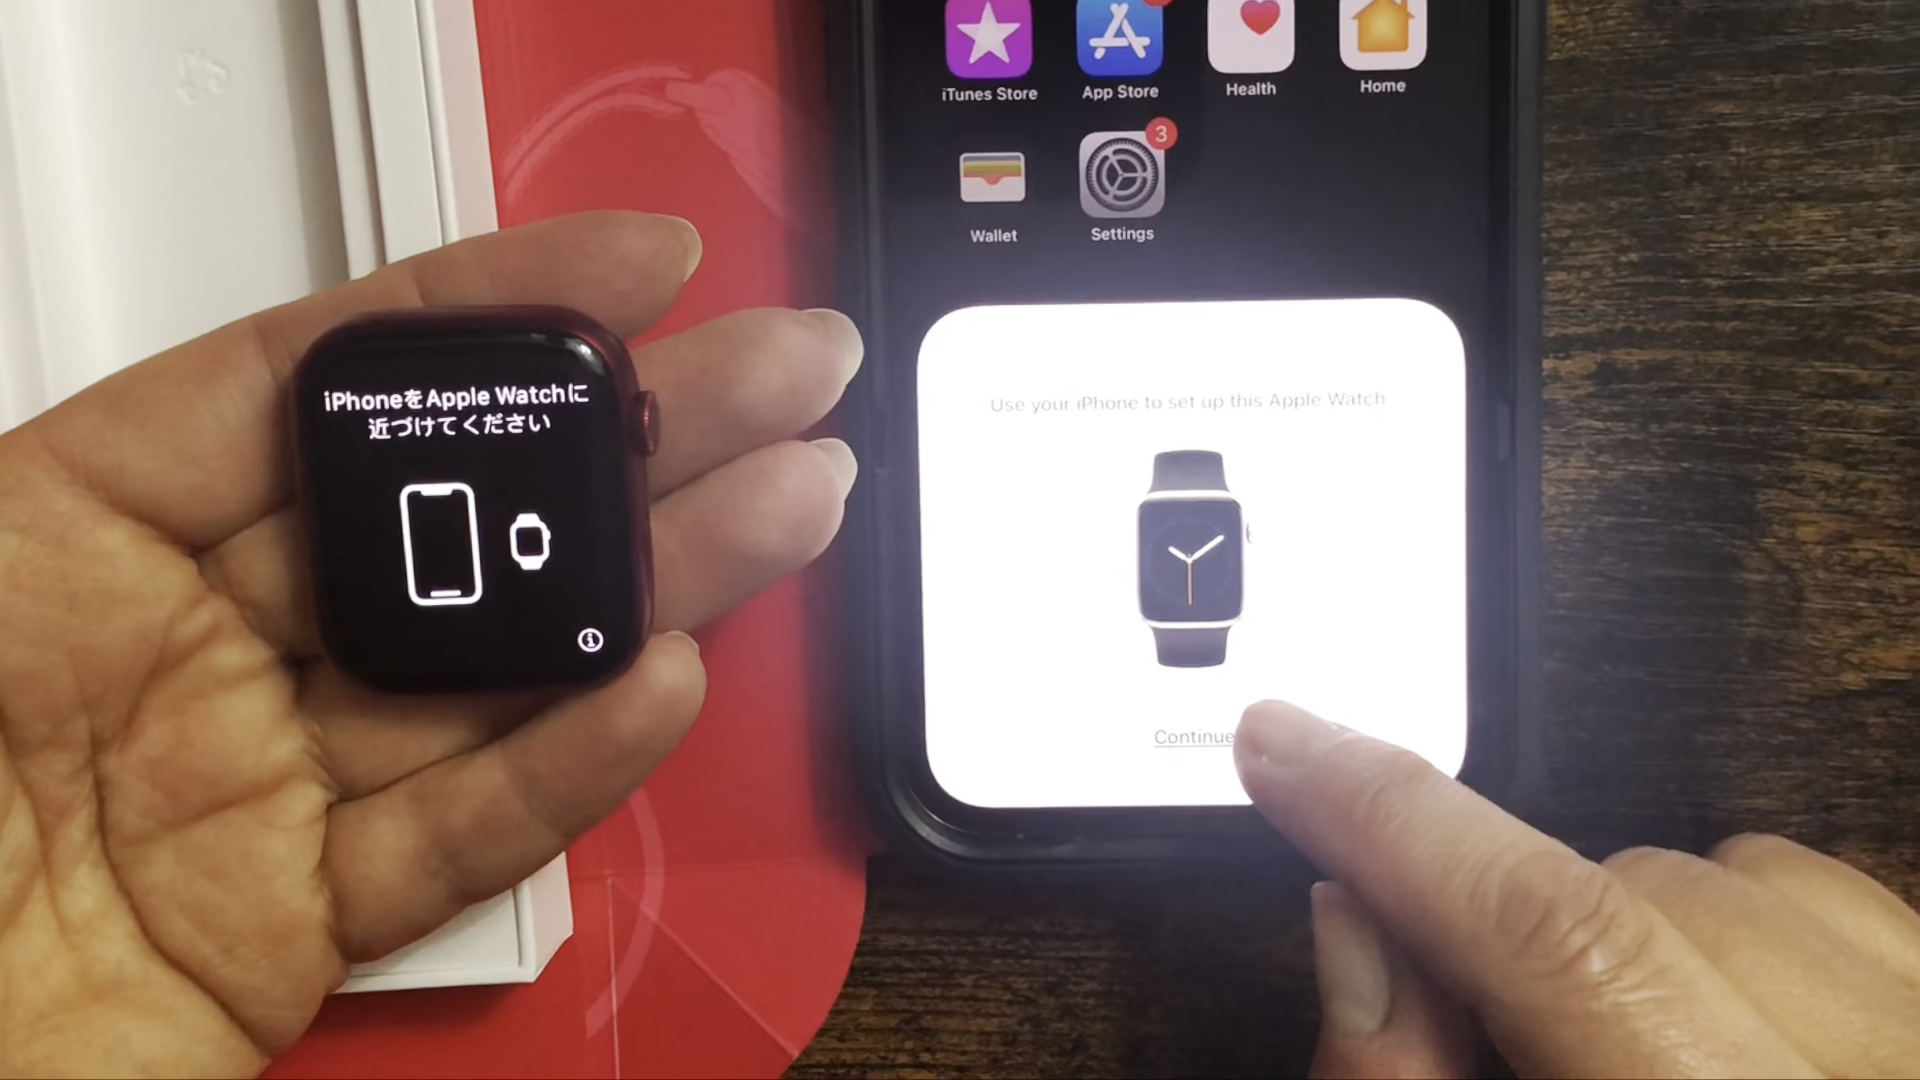 iTunes Store
App Store
Health
Home
3
Wallet
Settings
iPhoneをApple Watchに
近づけてください
Use your iPhone to set up this Apple Watch
Continue